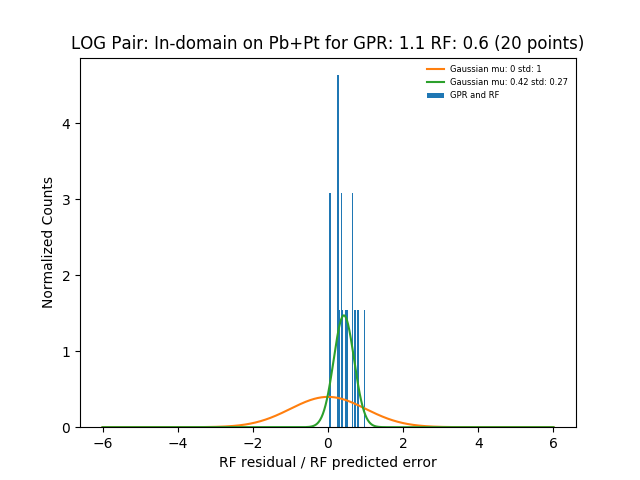 LOG Pair: In-domain on Pb+Pt for GPR: 1.1 RF: 0.6 (20 points)
Gaussian mu: 0 std: 1
Gaussian mu: 0.42 std: 0.27
GPR and RF
Normalized Counts
4
3
2
1
0
−6
−4
−2
0
2
4
6
RF residual / RF predicted error